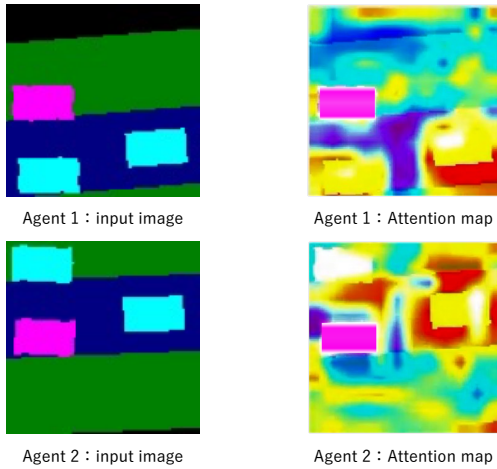 Agent 1：input image
Agent 1：Attention map
Agent 2：input image
Agent 2：Attention map